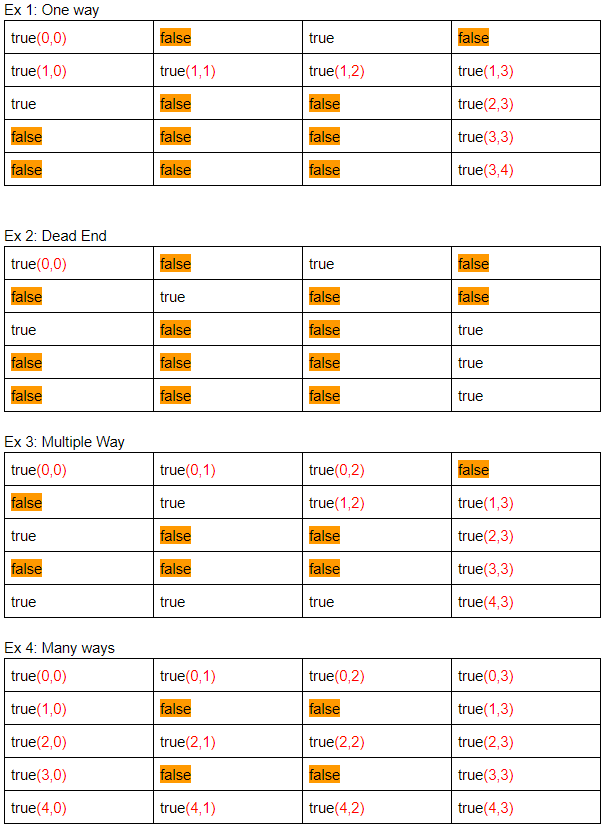 Ex 1: One way
true(0,0) false true false
true(1,0) true(1,1) true(1,2) true(1,3)
true false false true(2,3)
false false false true(3,3)
false false false true(3,4)
Ex 2: Dead End
true(0,0) false true false
false true false false
true false false true
false false false true
false false false true
Ex 3: Multiple Way
true(0,0) true(0,1) true(0,2) false
false true true(1,2) true(1,3)
true false false true(2,3)
false false false true(3,3)
true true true true(4,3)
Ex 4: Many ways
true(0,0) true(0,1) true(0,2) true(0,3)
true(1,0) false false true(1,3)
true(2,0) true(2,1) true(2,2) true(2,3)
true(3,0) false false true(3,3)
true(4,0) true(4,1) true(4,2) true(4,3)